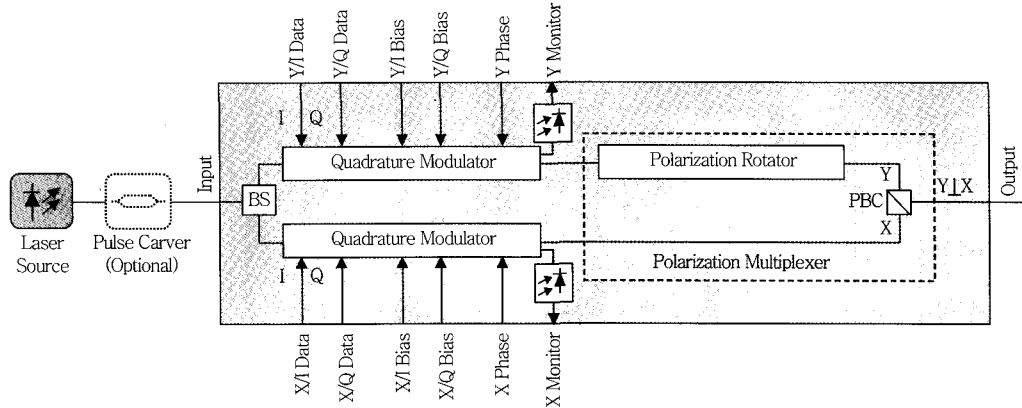 Y/I Data
Y/Q Data
Y/I Bias
Y/Q Bias
Y Phase
Y Monitor
I
Q
Quadrature Modulator
Polarization Rotator
Input
Output
Y
Y⊥X
BS
PBC
Laser
Source
Pulse Carver
(Optional)
Quadrature Modulator
X
Polarization Multiplexer
I
Q
X/I Data
X/Q Data
X/I Bias
X/Q Bias
X Phase
X Monitor